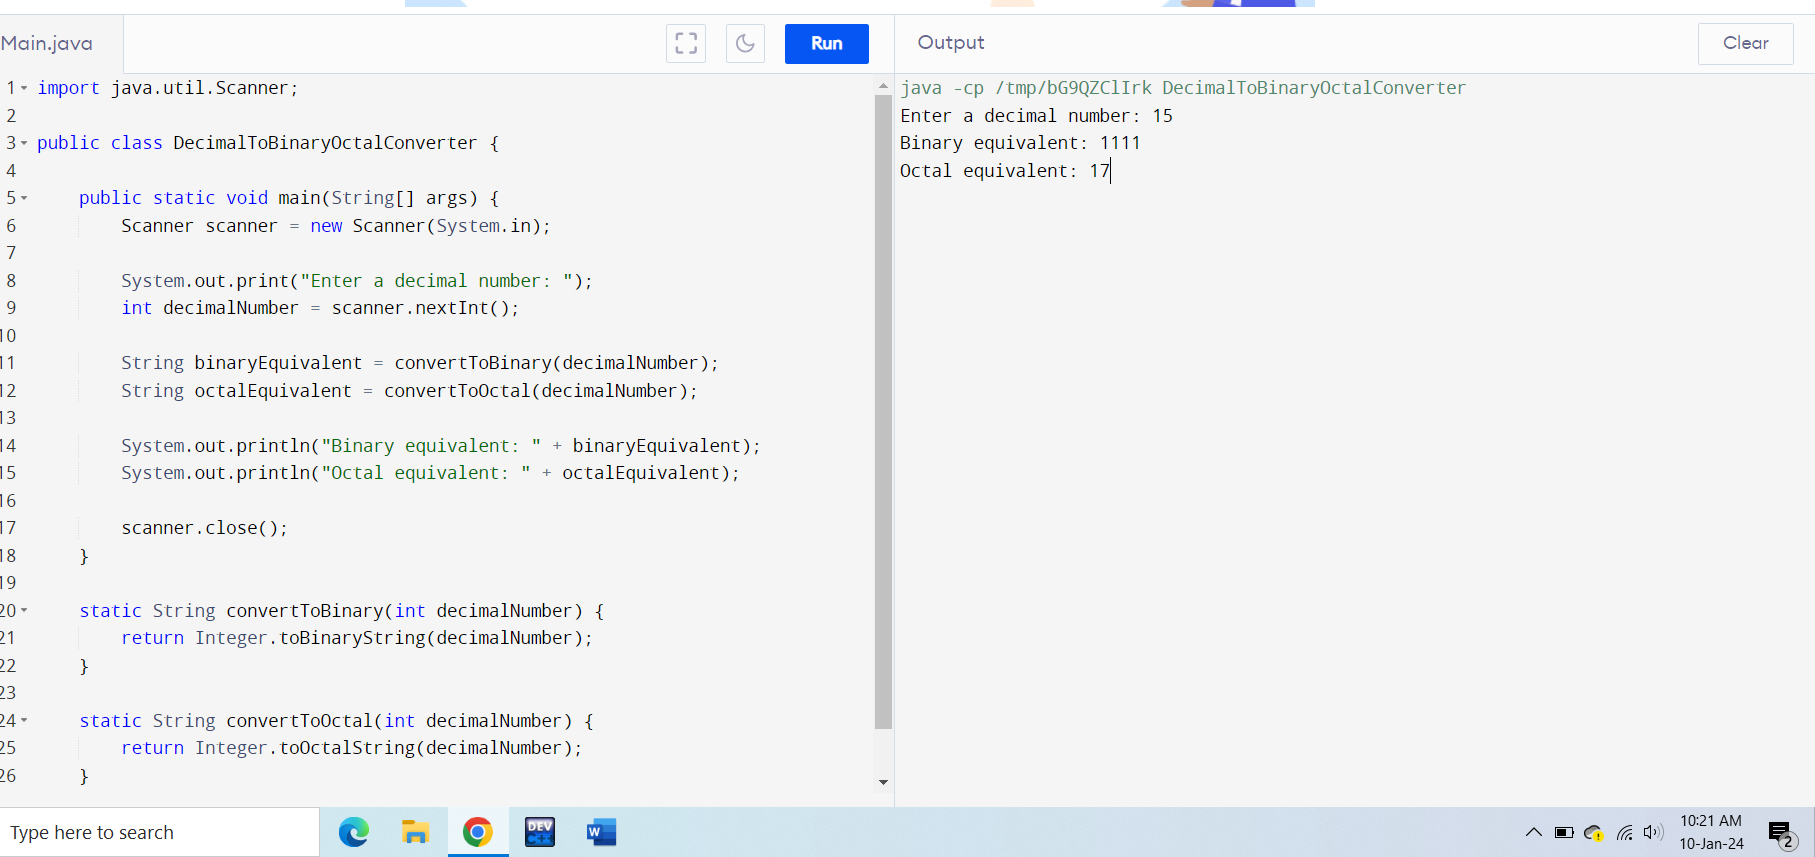 Main.java
Run
1 import java.util.Scanner;
2
3 public class DecimalToBinaryOctalConverter {
4
5 public static void main(String[] args) {
6 Scanner scanner = new Scanner(System.in);
7
8 System.out.print("Enter a decimal number: ");
9 int decimalNumber = scanner.nextInt();
10
11 String binaryEquivalent = convertToBinary(decimalNumber);
12 String octalEquivalent = convertToOctal(decimalNumber);
13
14 System.out.println("Binary equivalent: " + binaryEquivalent);
15 System.out.println("Octal equivalent: " + octalEquivalent);
16
17 scanner.close();
18 }
19
20 static String convertToBinary(int decimalNumber) {
21 return Integer.toBinaryString(decimalNumber);
22 }
23
24 static String convertToOctal(int decimalNumber) {
25 return Integer.toOctalString(decimalNumber);
26 }
Output
Clear
java -cp /tmp/bG9QZClIrk DecimalToBinaryOctalConverter
Enter a decimal number: 15
Binary equivalent: 1111
Octal equivalent: 17
Type here to search
DEV
C++
W
10:21 AM
10-Jan-24
2